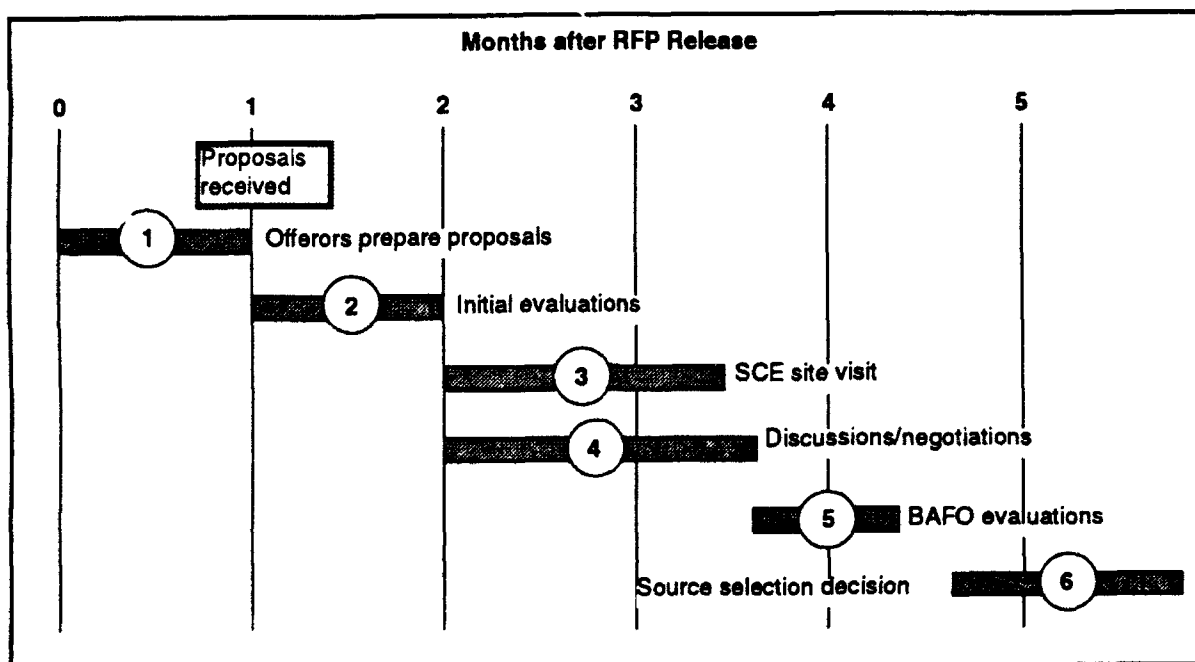 Months after RFP Release
0 1 2 3 4 5
Proposals
received
1 Offerors prepare proposals
2 Initial evaluations
3 SCE site visit
4 Discussions/negotiations
5 BAFO evaluations
Source selection decision 6